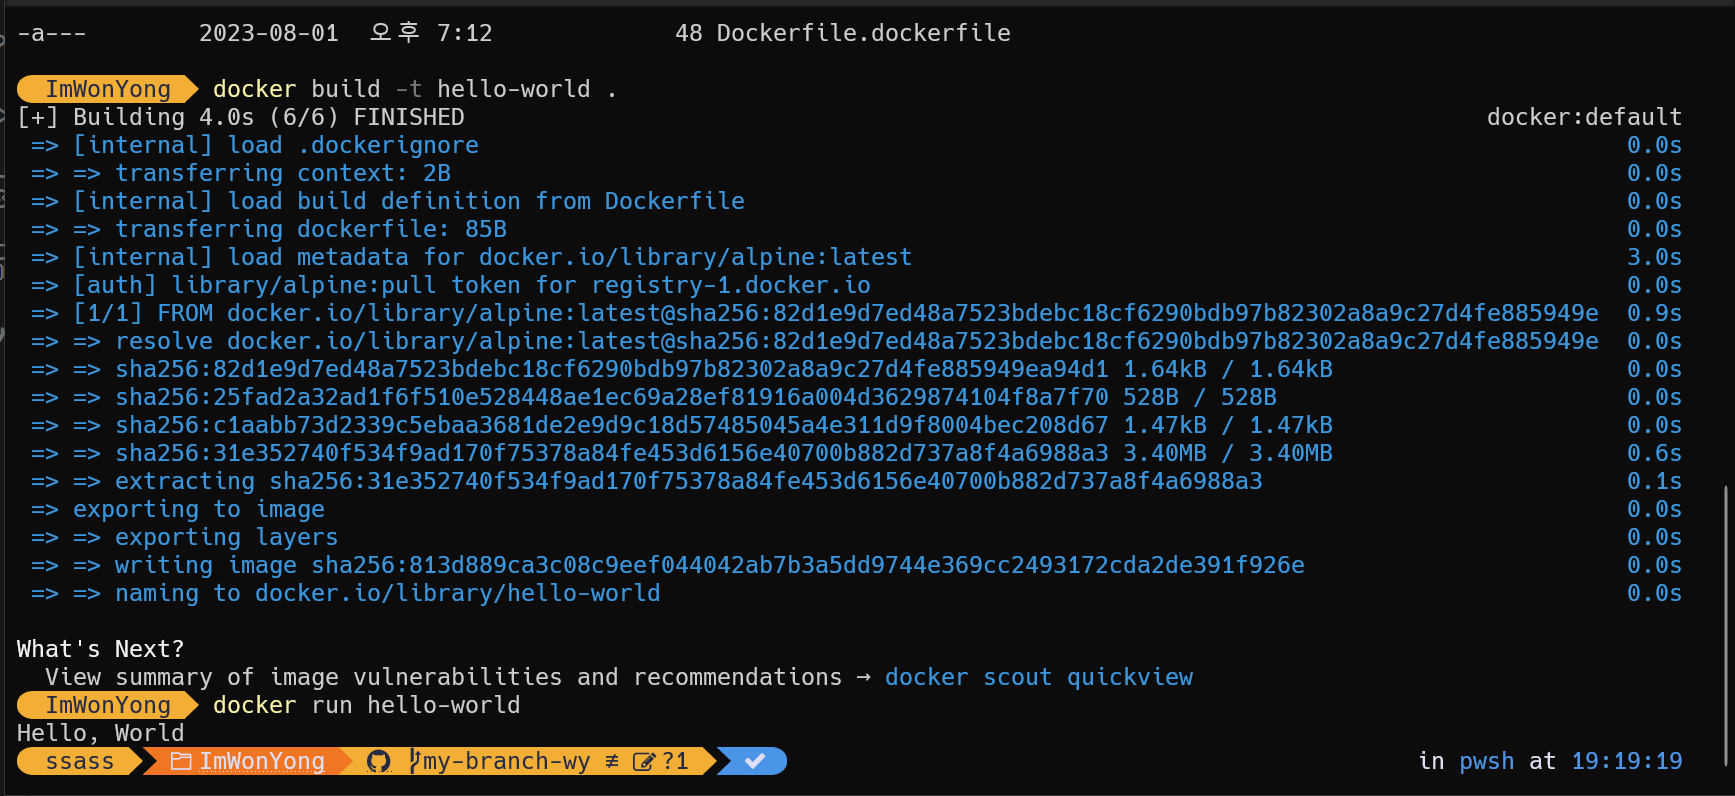 -a--- 2023-08-01 오후 7:12 48 Dockerfile.dockerfile
ImWonYong docker build -t hello-world .
[+] Building 4.0s (6/6) FINISHED docker:default
=> [internal] load .dockerignore 0.0s
=> => transferring context: 2B 0.0s
=> [internal] load build definition from Dockerfile 0.0s
=> => transferring dockerfile: 85B 0.0s
=> [internal] load metadata for docker.io/library/alpine:latest 3.0s
=> [auth] library/alpine:pull token for registry-1.docker.io 0.0s
=> [1/1] FROM docker.io/library/alpine:latest@sha256:82d1e9d7ed48a7523bdebc18cf6290bdb97b82302a8a9c27d4fe885949e 0.9s
=> => resolve docker.io/library/alpine:latest@sha256:82d1e9d7ed48a7523bdebc18cf6290bdb97b82302a8a9c27d4fe885949e 0.0s
=> => sha256:82d1e9d7ed48a7523bdebc18cf6290bdb97b82302a8a9c27d4fe885949ea94d1 1.64kB / 1.64kB 0.0s
=> => sha256:25fad2a32ad1f6f510e528448ae1ec69a28ef81916a004d3629874104f8a7f70 528B / 528B 0.0s
=> => sha256:c1aabb73d2339c5ebaa3681de2e9d9c18d57485045a4e311d9f8004bec208d67 1.47kB / 1.47kB 0.0s
=> => sha256:31e352740f534f9ad170f75378a84fe453d6156e40700b882d737a8f4a6988a3 3.40MB / 3.40MB 0.6s
=> => extracting sha256:31e352740f534f9ad170f75378a84fe453d6156e40700b882d737a8f4a6988a3 0.1s
=> exporting to image 0.0s
=> => exporting layers 0.0s
=> => writing image sha256:813d889ca3c08c9eef044042ab7b3a5dd9744e369cc2493172cda2de391f926e 0.0s
=> => naming to docker.io/library/hello-world 0.0s
What's Next?
View summary of image vulnerabilities and recommendations → docker scout quickview
ImWonYong docker run hello-world
Hello, World
ssass ImWonYong my-branch-wy ≢ ?1 in pwsh at 19:19:19